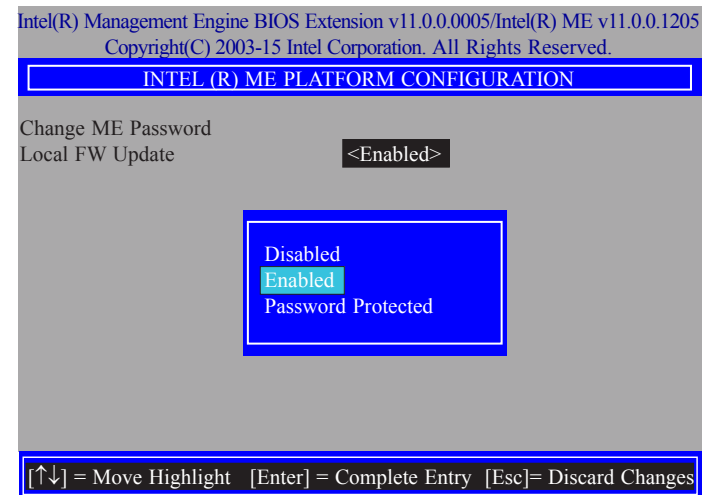 Intel(R) Management Engine BIOS Extension v11.0.0.0005/Intel(R) ME v11.0.0.1205
Copyright(C) 2003-15 Intel Corporation. All Rights Reserved.
INTEL (R) ME PLATFORM CONFIGURATION
Change ME Password
Local FW Update <Enabled>
Disabled
Enabled
Password Protected
[↑↓] = Move Highlight [Enter] = Complete Entry [Esc]= Discard Changes